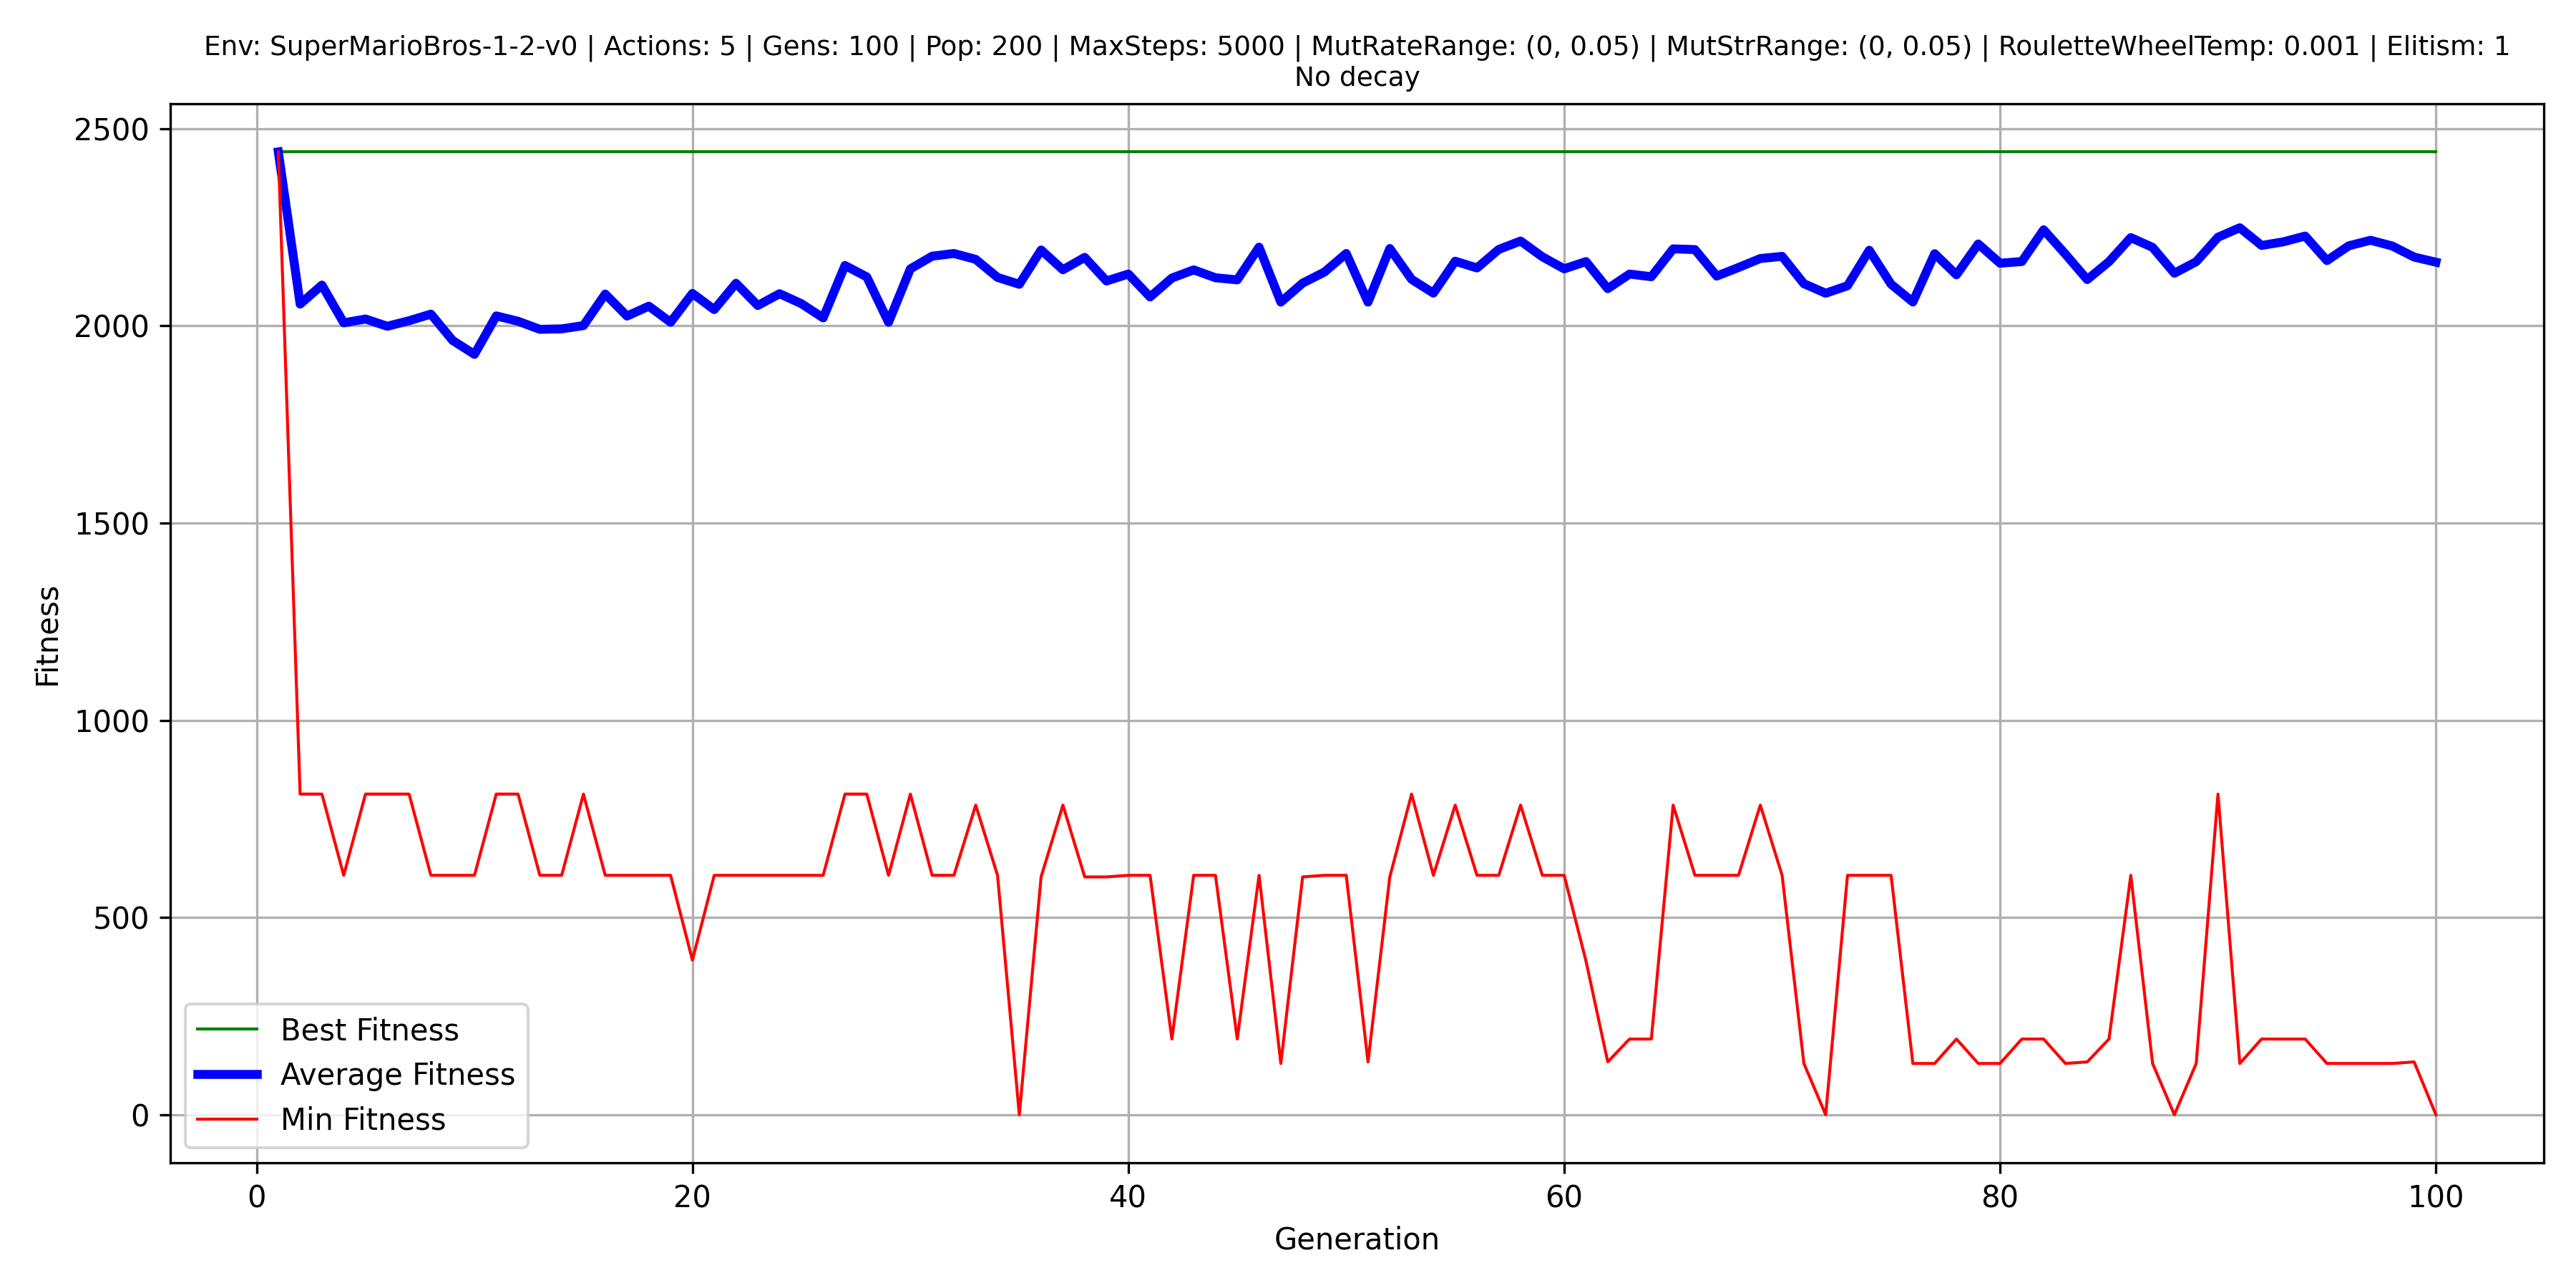 Env: SuperMarioBros-1-2-v0 | Actions: 5 | Gens: 100 | Pop: 200 | MaxSteps: 5000 | MutRateRange: (0, 0.05) | MutStrRange: (0, 0.05) | RouletteWheelTemp: 0.001 | Elitism: 1
No decay
2500
2000
1500
1000
500
0
Fitness
Best Fitness
Average Fitness
Min Fitness
0 20 40 60 80 100
Generation